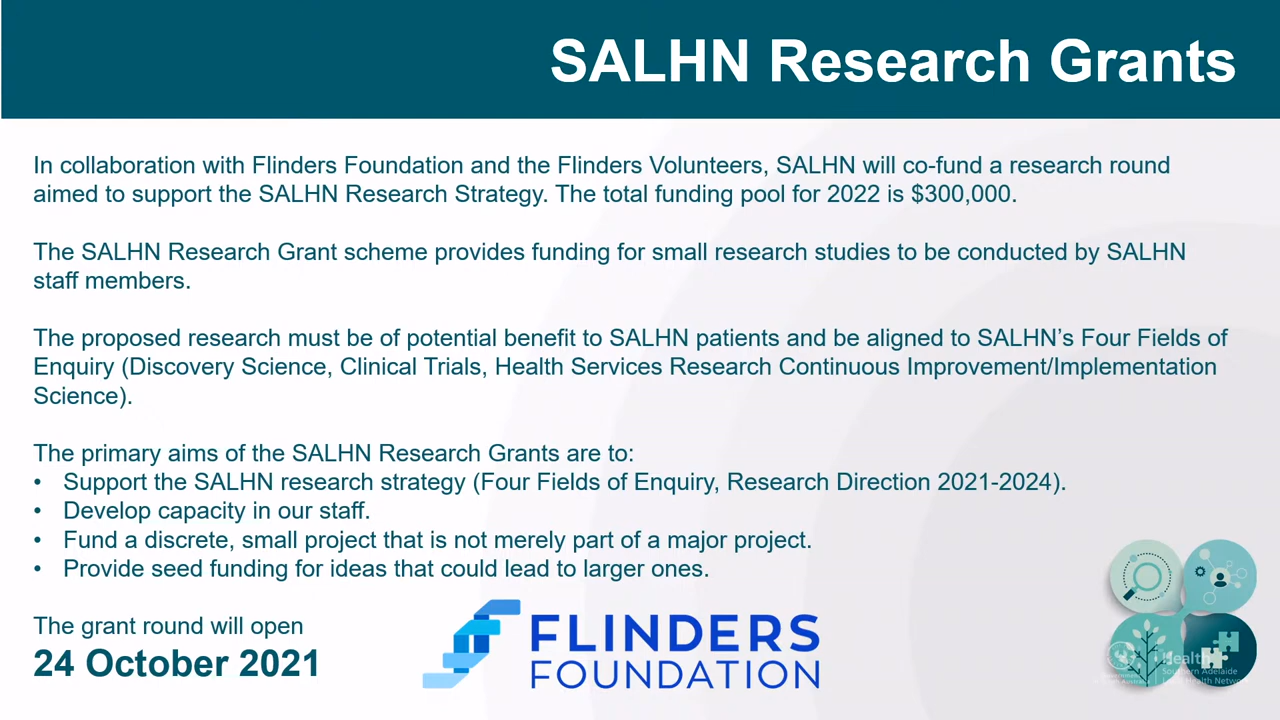 SALHN Research Grants
In collaboration with Flinders Foundation and the Flinders Volunteers, SALHN will co-fund a research round
aimed to support the SALHN Research Strategy. The total funding pool for 2022 is $300,000.
The SALHN Research Grant scheme provides funding for small research studies to be conducted by SALHN
staff members.
The proposed research must be of potential benefit to SALHN patients and be aligned to SALHN’s Four Fields of
Enquiry (Discovery Science, Clinical Trials, Health Services Research Continuous Improvement/Implementation
Science).
The primary aims of the SALHN Research Grants are to:
• Support the SALHN research strategy (Four Fields of Enquiry, Research Direction 2021-2024).
• Develop capacity in our staff.
• Fund a discrete, small project that is not merely part of a major project.
• Provide seed funding for ideas that could lead to larger ones.
The grant round will open
24 October 2021
FLINDERS
FOUNDATION
Health
Southern Adelaide
Local Health Network